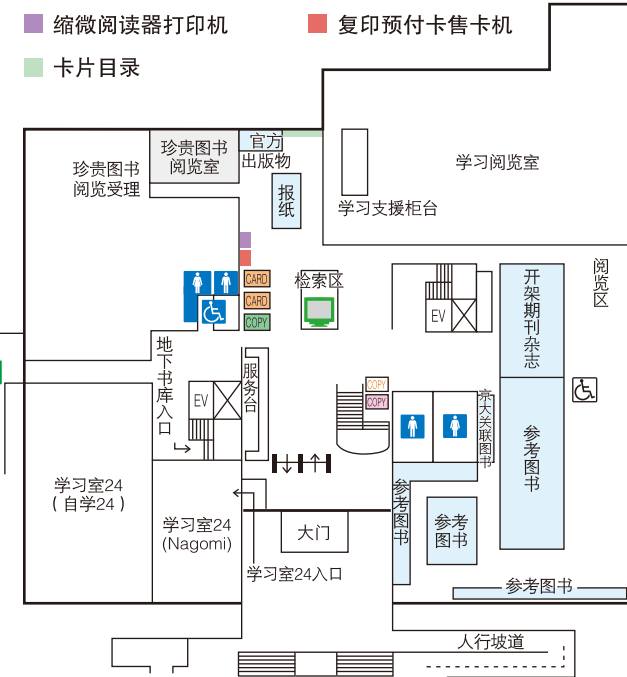 缩微阅读器打印机
复印预付卡售卡机
卡片目录
珍贵图书
阅览室
官方
出版物
珍贵图书
阅览受理
报纸
学习阅览室
学习支援柜台
检索区
CARD
CARD
COPY
阅览区
开架期刊杂志
EV
地下书库入口
服务台
EV
COPY
COPY
京大关联图书
参考图书
学习室24
(自学24)
学习室24
(Nagomi)
参考图书
参考
图书
大门
学习室24入口
参考图书
人行坡道